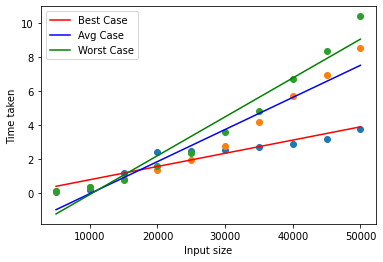 Best Case
Avg Case
Worst Case
10
8
6
4
2
0
Time taken
10000 20000 30000 40000 50000
Input size